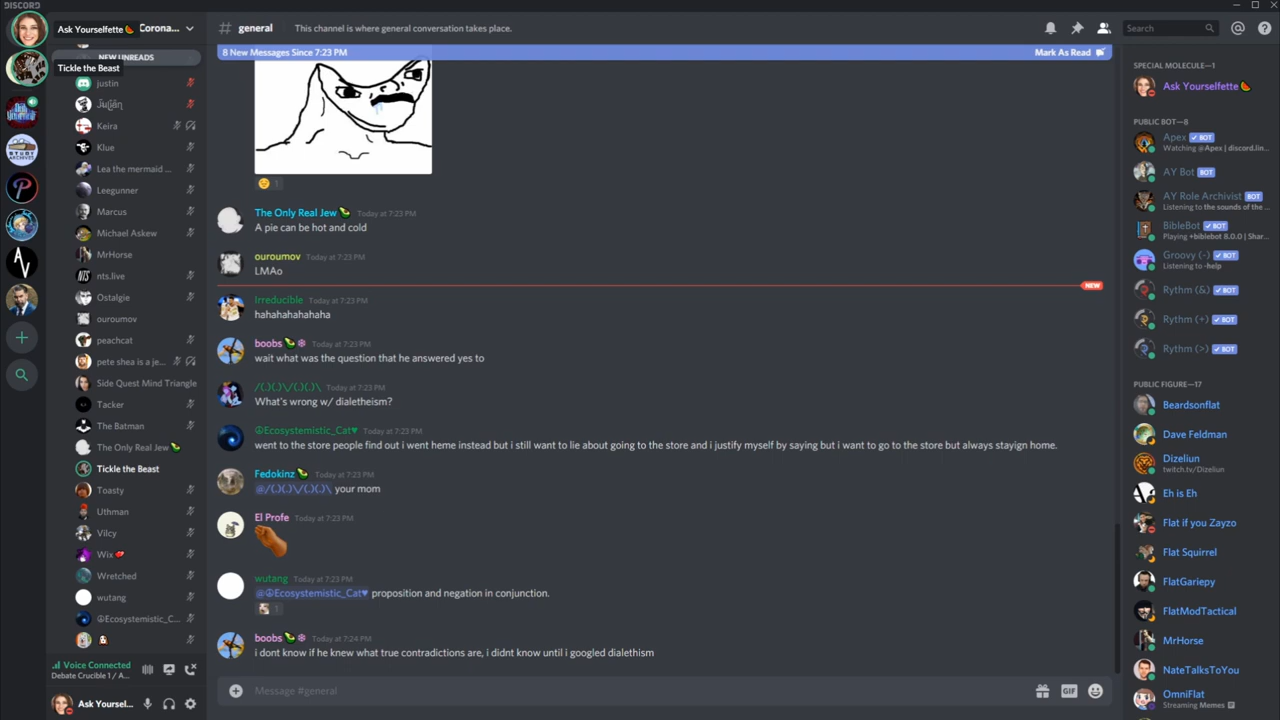 DISCORD
Ask Yourselfette🍉
Corona...
NEW UNREADS
Tickle the Beast
justin
Keira
Klue
Lea the mermaid ...
Leegunner
Marcus
Michael Askew
MrHorse
nts.live
Ostalgie
ouroumov
peachcat
pete shea is a je...
Side Quest Mind Triangle
Tacker
The Batman
The Only Real Jew🥑
Tickle the Beast
Toasty
Uthman
Vilcy
Wix
Wretched
wutang
☮Ecosystemistic_C...
Voice Connected
Debate Crucible 1 / A...
Ask Yoursel...
# general
This channel is where general conversation takes place.
Search
8 New Messages Since 7:23 PM
Mark As Read
1
The Only Real Jew🥑 Today at 7:23 PM
A pie can be hot and cold
ouroumov Today at 7:23 PM
LMAo
NEW
Irreducible Today at 7:23 PM
hahahahahahaha
boobs🥑❄ Today at 7:23 PM
wait what was the question that he answered yes to
/(.)(.)\/(.)(.)\ Today at 7:23 PM
What's wrong w/ dialetheism?
☮Ecosystemistic_Cat♥ Today at 7:23 PM
went to the store people find out i went heme instead but i still want to lie about going to the store and i justify myself by saying but i want to go to the store but always stayign home.
Fedokinz🥑 Today at 7:23 PM
@/(.)(.)\/(.)(.)\ your mom
El Profe Today at 7:23 PM
wutang Today at 7:23 PM
@☮Ecosystemistic_Cat♥ proposition and negation in conjunction.
1
boobs🥑❄ Today at 7:24 PM
i dont know if he knew what true contradictions are, i didnt know until i googled dialethism
Message #general
GIF
SPECIAL MOLECULE—1
Ask Yourselfette🍉
PUBLIC BOT—8
Apex ✔BOT
Watching @Apex | discord.lin...
AY Bot BOT
AY Role Archivist BOT
Listening to the sounds of the...
BibleBot ✔BOT
Playing +biblebot 8.0.0 | Shar...
Groovy (-) ✔BOT
Listening to -help
Rythm (&) ✔BOT
Rythm (+) ✔BOT
Rythm (>) ✔BOT
PUBLIC FIGURE—17
Beardsonflat
Dave Feldman
Dizeliun
twitch.tv/Dizeliun
Eh is Eh
Flat if you Zayzo
Flat Squirrel
FlatGariepy
FlatModTactical
MrHorse
NateTalksToYou
OmniFlat
Streaming Memes